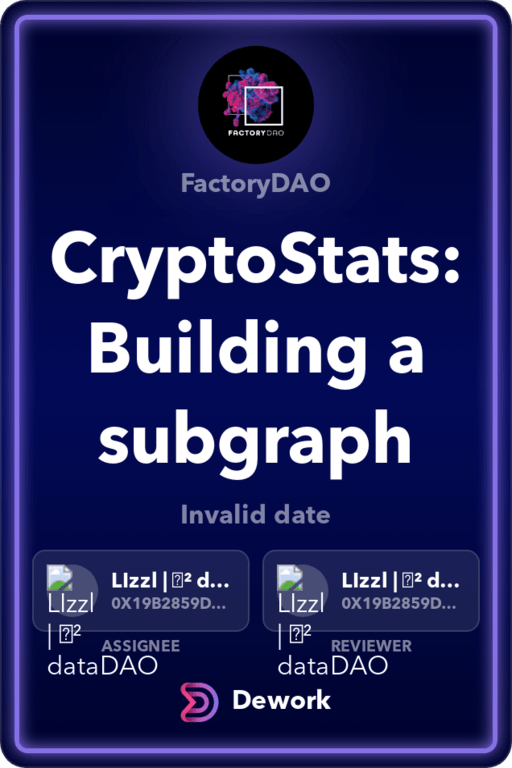 FACTORYDAO
FactoryDAO
CryptoStats:
Building a
subgraph
Invalid date
LIzzl | ² d...
0X19B2859D...
LIzzl
| ²
dataDAO
ASSIGNEE
LIzzl | ² d...
0X19B2859D...
LIzzl
| ²
dataDAO
REVIEWER
Dework